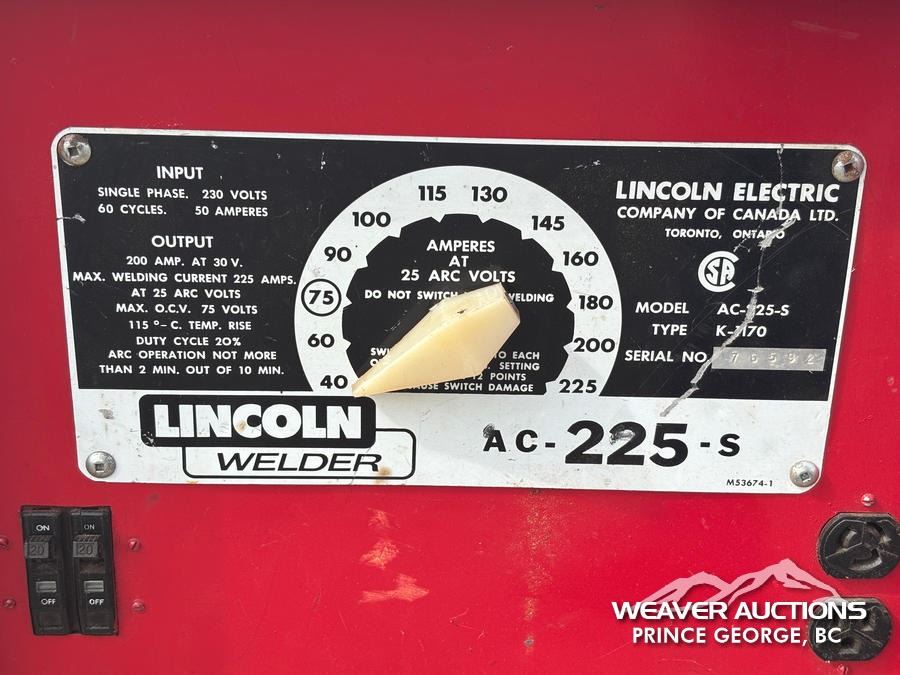 INPUT
SINGLE PHASE. 230 VOLTS
60 CYCLES. 50 AMPERES
OUTPUT
200 AMP. AT 30 V.
MAX. WELDING CURRENT 225 AMPS.
AT 25 ARC VOLTS
MAX. O.C.V. 75 VOLTS
115 °-C. TEMP. RISE
DUTY CYCLE 20%
ARC OPERATION NOT MORE
THAN 2 MIN. OUT OF 10 MIN.
40
60
75
90
100
115
130
145
160
180
200
225
AMPERES
AT
25 ARC VOLTS
DO NOT SWITCH WELDING
TO EACH
SETTING
POINTS
SWITCH DAMAGE
LINCOLN ELECTRIC
COMPANY OF CANADA LTD.
TORONTO, ONTARIO
SA
MODEL AC-225-S
TYPE
SERIAL NO 76532
LINCOLN
WELDER
AC-225-S
M53674-1
ON
20
OFF
ON
20
OFF
WEAVER AUCTIONS
PRINCE GEORGE, BC